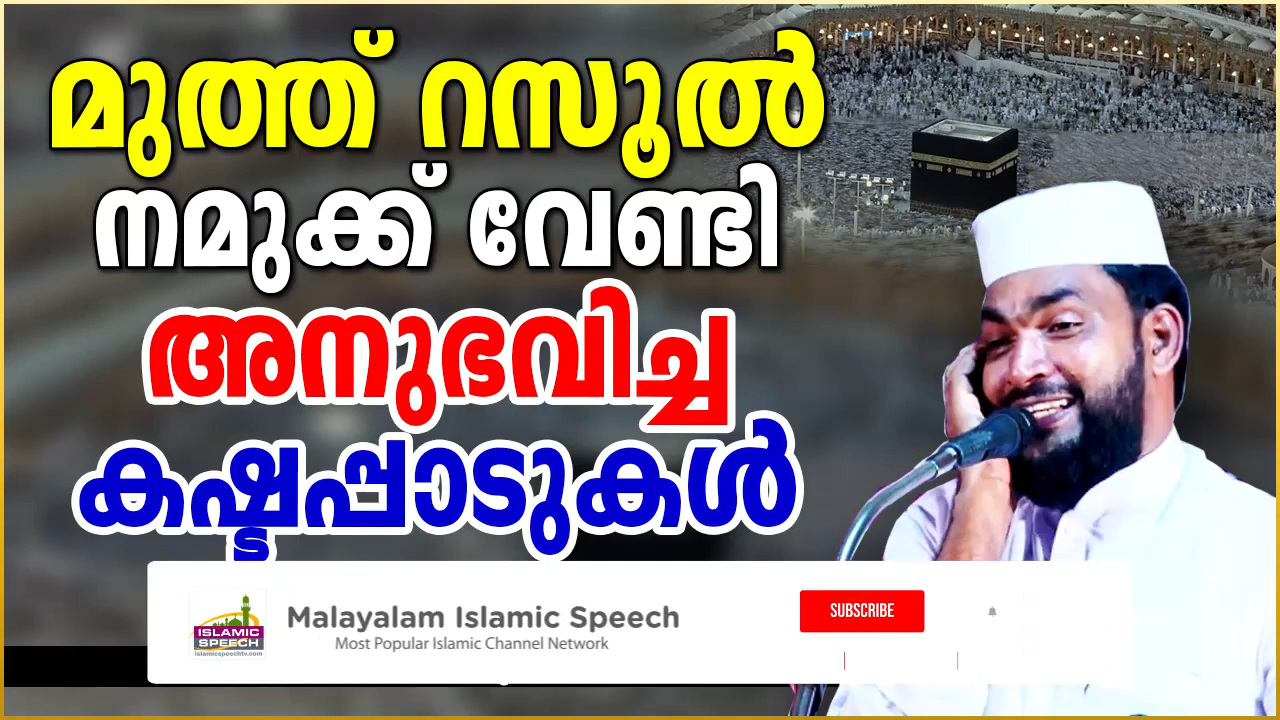 മുത്ത് റസൂൽ
നമുക്ക് വേണ്ടി
അനുഭവിച്ച
കഷ്ടപ്പാടുകൾ
ISLAMIC
SPEECH
islamicspeechtv.com
Malayalam Islamic Speech
Most Popular Islamic Channel Network
SUBSCRIBE